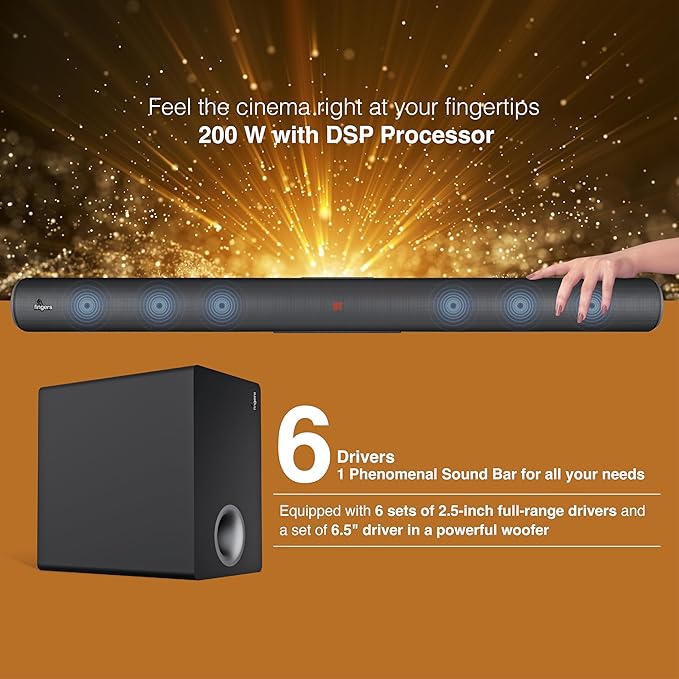 Feel the cinema right at your fingertips
200 W with DSP Processor
fingers
fingers
6
Drivers
1 Phenomenal Sound Bar for all your needs
Equipped with 6 sets of 2.5-inch full-range drivers and
a set of 6.5" driver in a powerful woofer